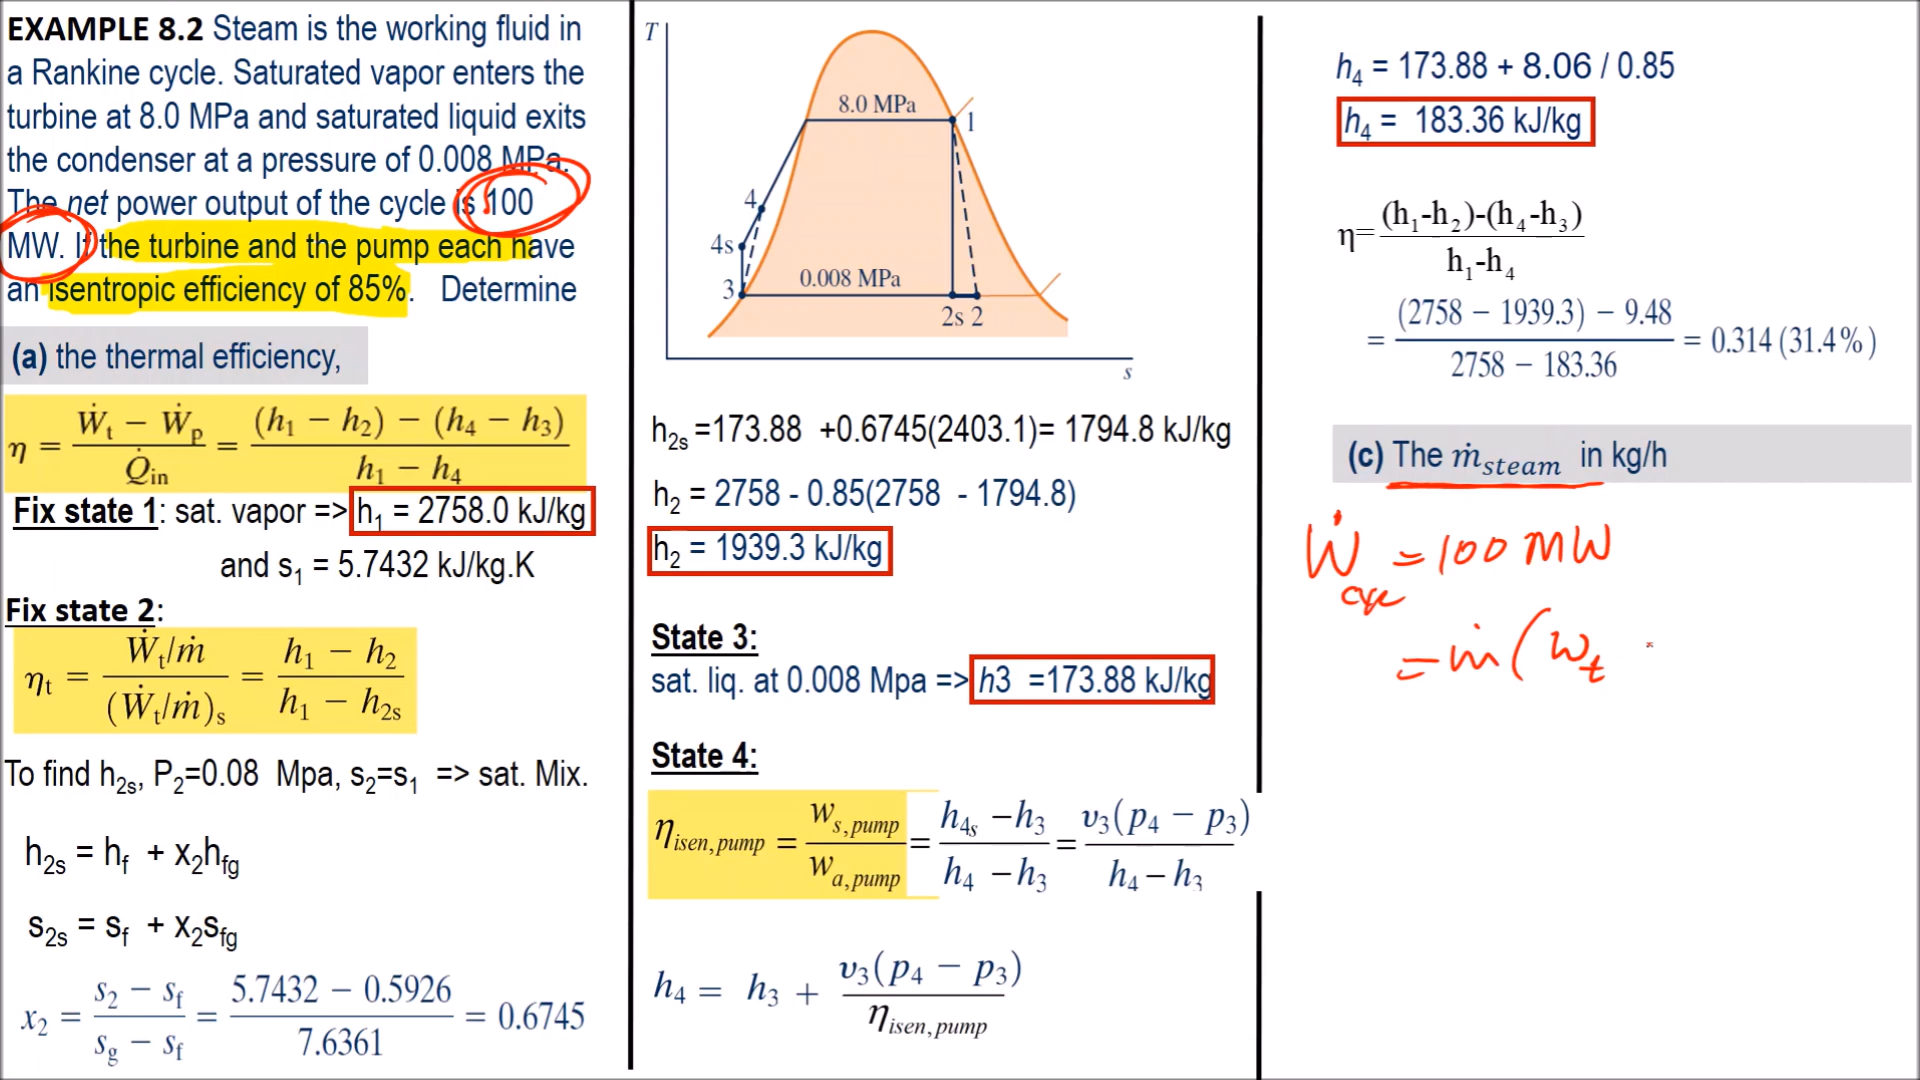 EXAMPLE 8.2 Steam is the working fluid in
a Rankine cycle. Saturated vapor enters the
turbine at 8.0 MPa and saturated liquid exits
the condenser at a pressure of 0.008 MPa.
The net power output of the cycle is 100
MW. If the turbine and the pump each have
an isentropic efficiency of 85%. Determine
(a) the thermal efficiency,
η = (Ẇt − Ẇp) / Q̇in = ((h1 − h2) − (h4 − h3)) / (h1 − h4)
Fix state 1: sat. vapor => h1 = 2758.0 kJ/kg
and s1 = 5.7432 kJ/kg.K
Fix state 2:
ηt = (Ẇt/ṁ) / (Ẇt/ṁ)s = (h1 − h2) / (h1 − h2s)
To find h2s, P2=0.08 Mpa, s2=s1 => sat. Mix.
h2s = hf + x2hfg
s2s = sf + x2sfg
x2 = (s2 − sf) / (sg − sf) = (5.7432 − 0.5926) / 7.6361 = 0.6745
T
8.0 MPa
1
4
4s
0.008 MPa
3
2s 2
s
h2s =173.88 +0.6745(2403.1)= 1794.8 kJ/kg
h2 = 2758 - 0.85(2758 - 1794.8)
h2 = 1939.3 kJ/kg
State 3:
sat. liq. at 0.008 Mpa => h3 =173.88 kJ/kg
State 4:
ηisen,pump = ws,pump / wa,pump = (h4s − h3) / (h4 − h3) = υ3(p4 − p3) / (h4 − h3)
h4 = h3 + υ3(p4 − p3) / ηisen,pump
h4 = 173.88 + 8.06 / 0.85
h4 = 183.36 kJ/kg
η= ((h1-h2)-(h4-h3)) / (h1-h4)
= ((2758 − 1939.3) − 9.48) / (2758 − 183.36) = 0.314 (31.4%)
(c) The ṁsteam in kg/h
Ẇcyc = 100 MW
= ṁ ( wt